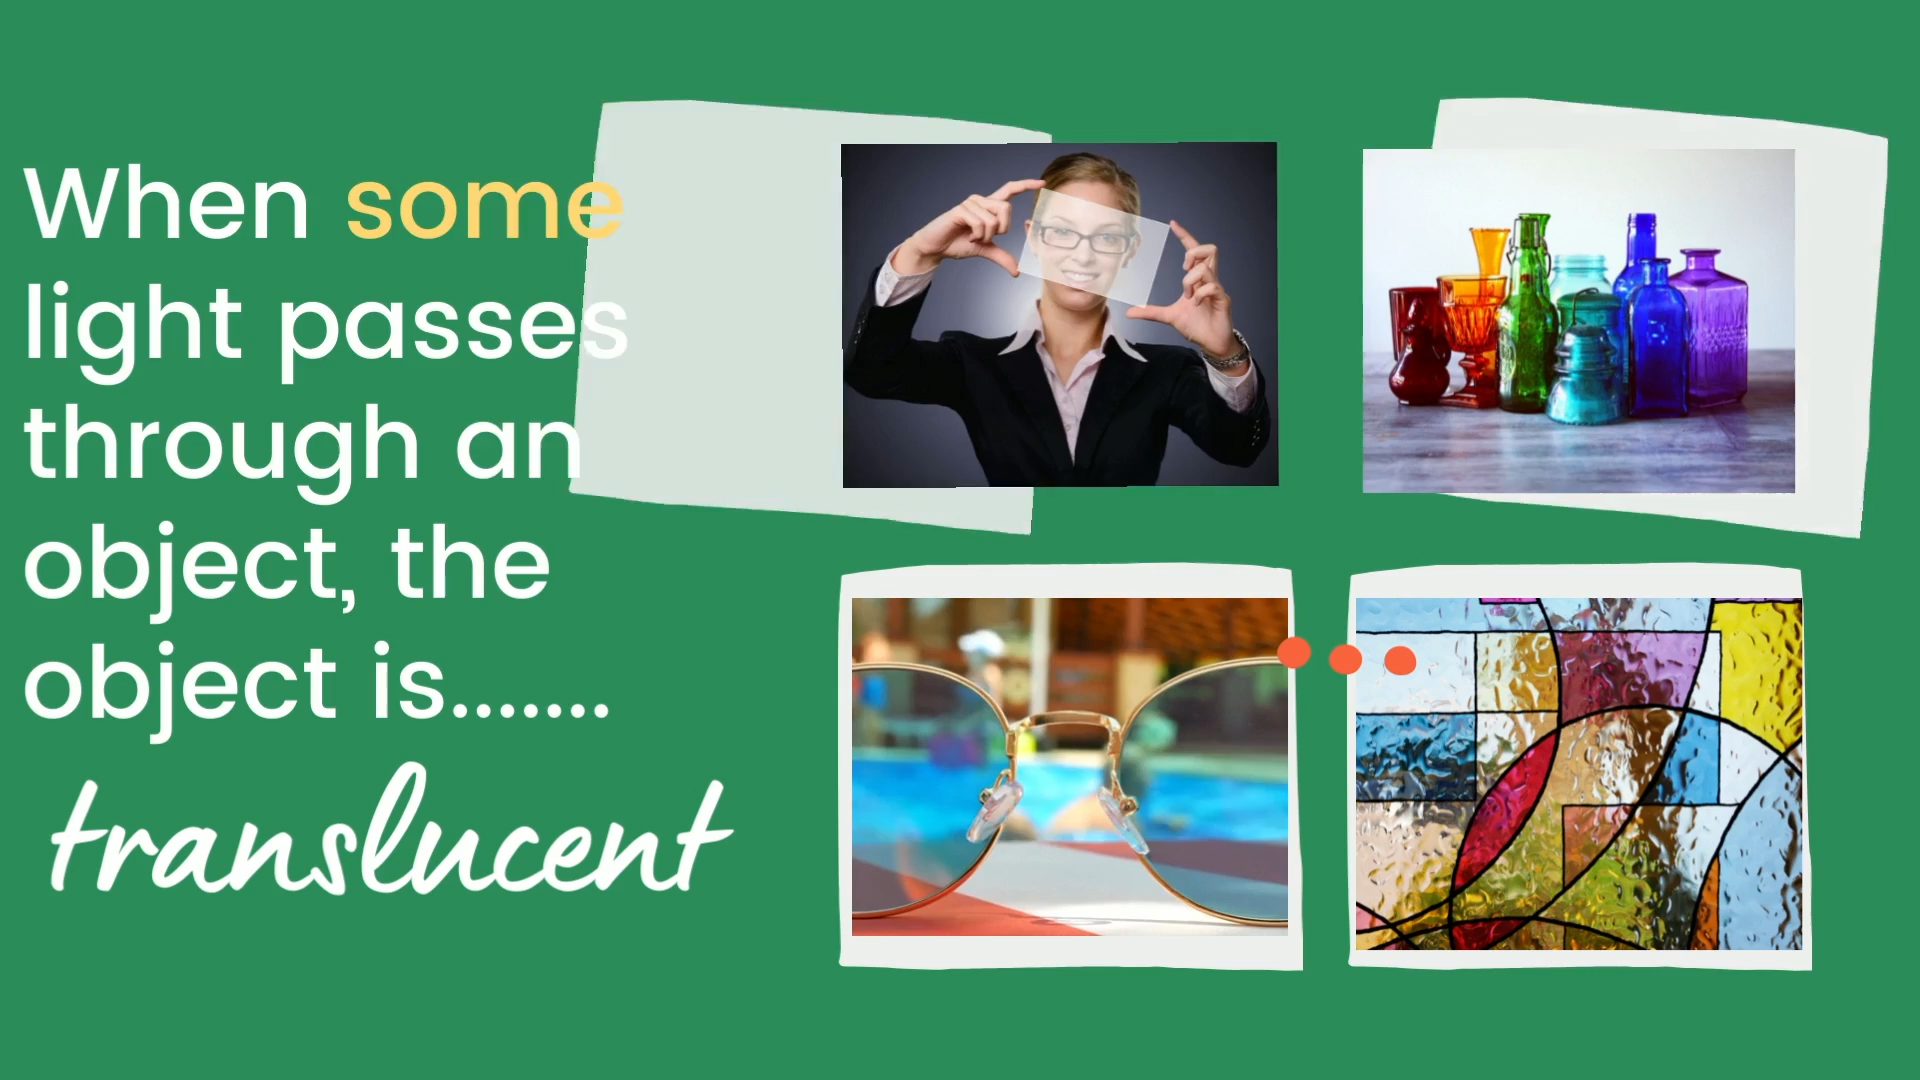 When some
light passes
through an
object, the
object is.......
translucent